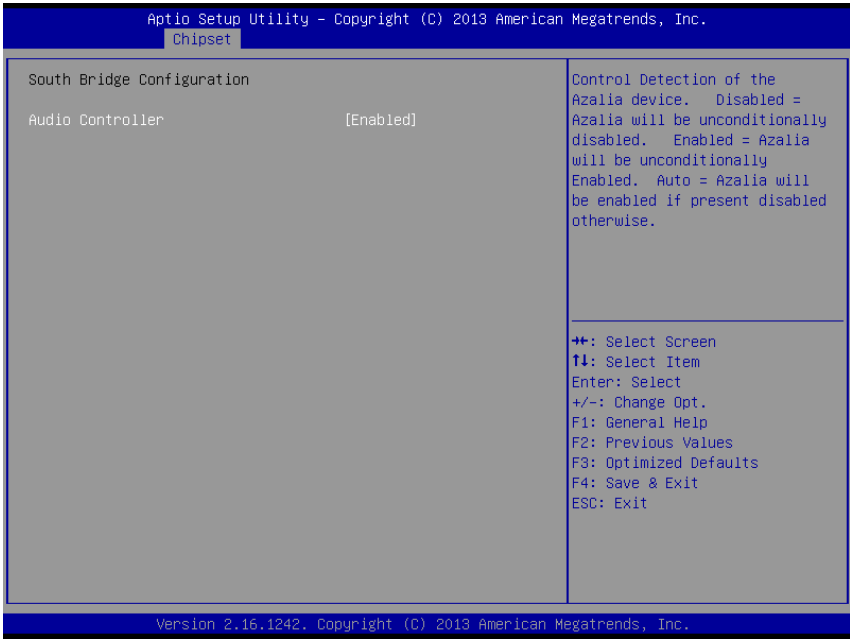 Aptio Setup Utility – Copyright (C) 2013 American Megatrends, Inc.
Chipset
South Bridge Configuration
Audio Controller [Enabled]
Control Detection of the
Azalia device. Disabled =
Azalia will be unconditionally
disabled. Enabled = Azalia
will be unconditionally
Enabled. Auto = Azalia will
be enabled if present disabled
otherwise.
→←: Select Screen
↑↓: Select Item
Enter: Select
+/-: Change Opt.
F1: General Help
F2: Previous Values
F3: Optimized Defaults
F4: Save & Exit
ESC: Exit
Version 2.16.1242. Copyright (C) 2013 American Megatrends, Inc.